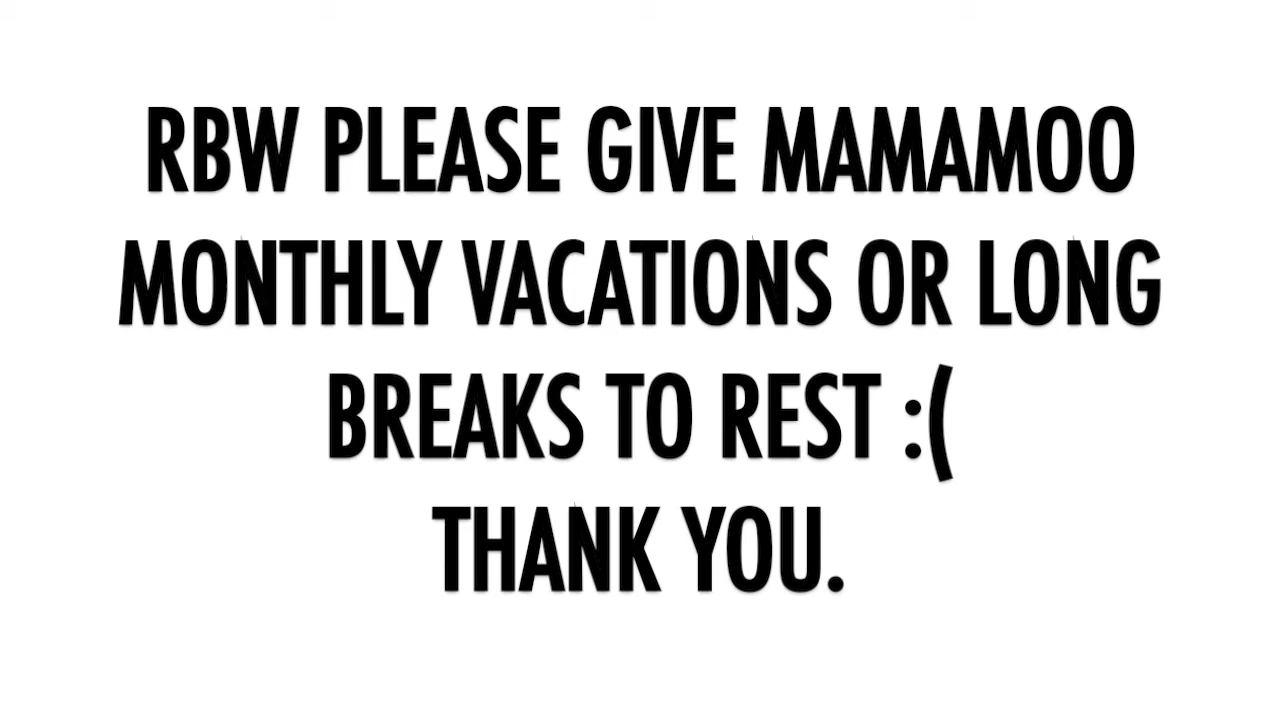 RBW PLEASE GIVE MAMAMOO
MONTHLY VACATIONS OR LONG
BREAKS TO REST :(
THANK YOU.